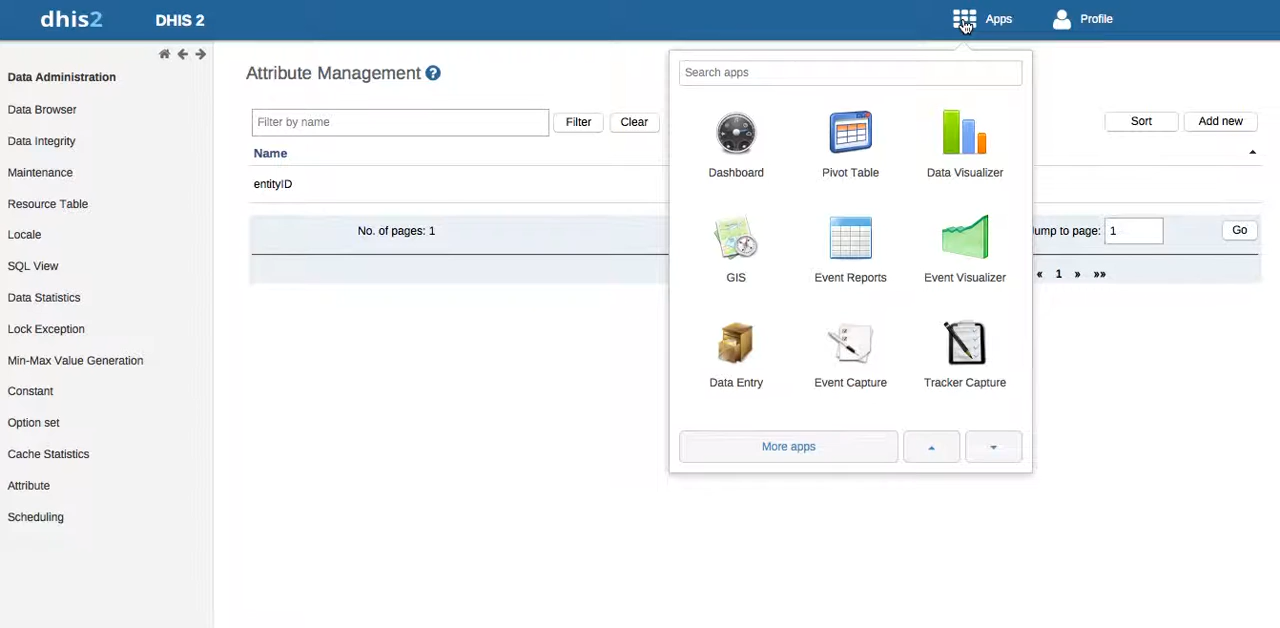 dhis2
DHIS 2
Apps
Profile
Data Administration
Data Browser
Data Integrity
Maintenance
Resource Table
Locale
SQL View
Data Statistics
Lock Exception
Min-Max Value Generation
Constant
Option set
Cache Statistics
Attribute
Scheduling
Attribute Management ?
Filter by name
Filter
Clear
Sort
Add new
Name
entityID
No. of pages: 1
ump to page:
1
Go
« 1 » »»
Search apps
Dashboard
Pivot Table
Data Visualizer
GIS
Event Reports
Event Visualizer
Data Entry
Event Capture
Tracker Capture
More apps